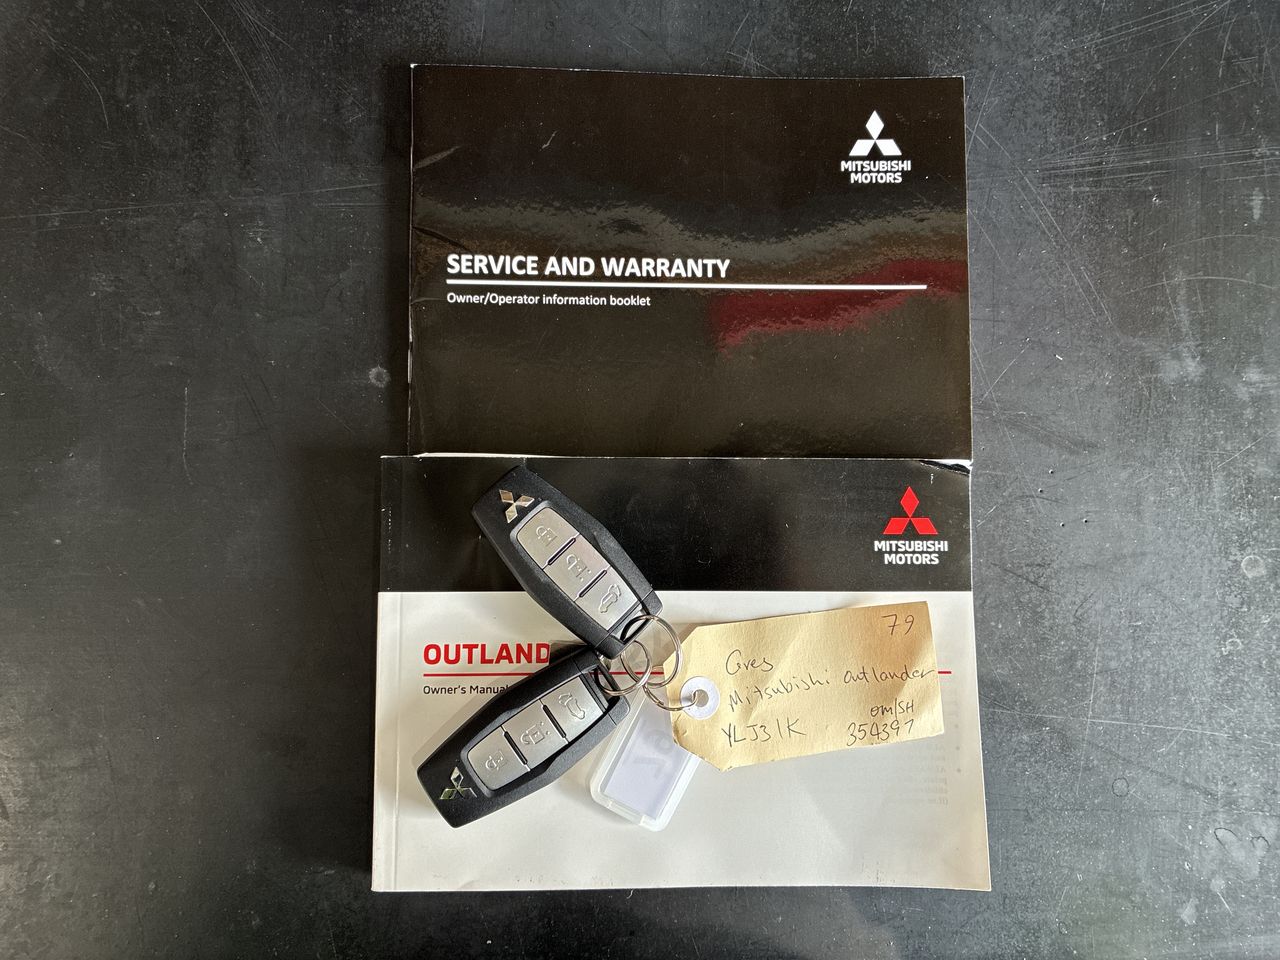 MITSUBISHI
MOTORS
SERVICE AND WARRANTY
Owner/Operator information booklet
MITSUBISHI
MOTORS
OUTLAND
Owner's Manual
79
Grey
Mitsubishi outlander
YLJ31K
om/SH
354397